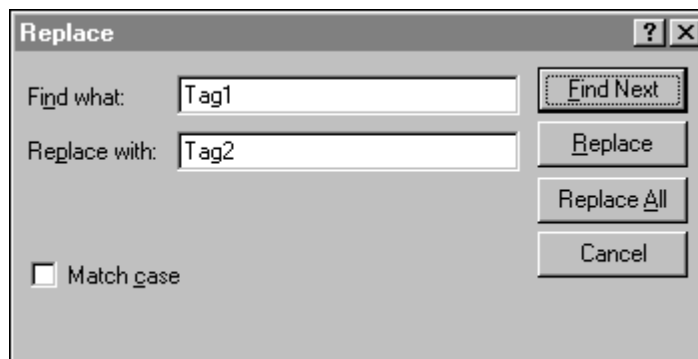 Replace ?
Find what: Tag1 Find Next
Replace with: Tag2 Replace
Replace All
Cancel
Match case